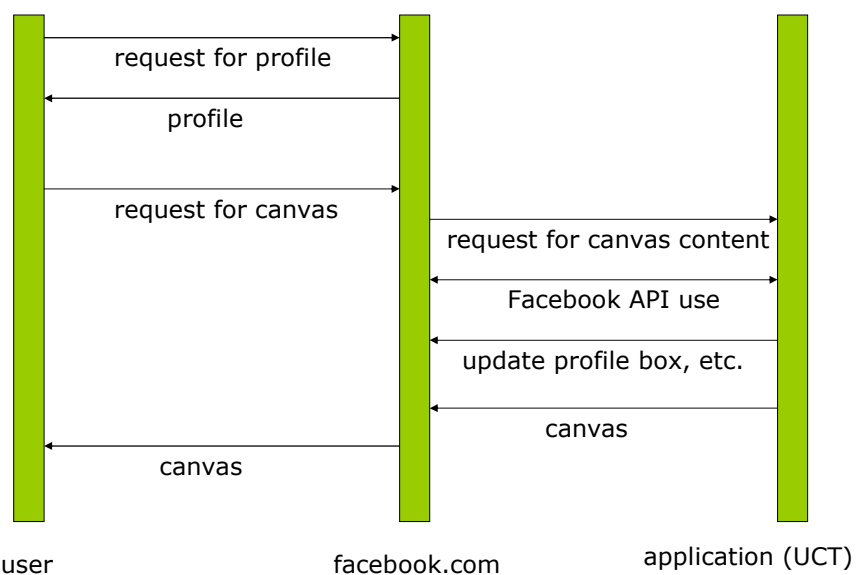 request for profile
profile
request for canvas
request for canvas content
Facebook API use
update profile box, etc.
canvas
canvas
user
facebook.com
application (UCT)